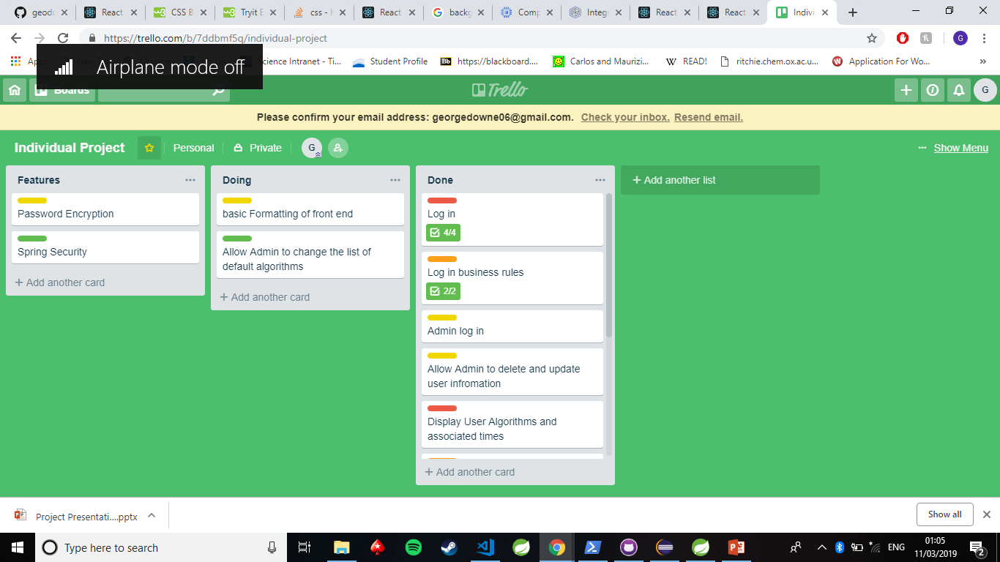 geod
React
CSS B
Tryit E
css - H
React
backg
Comp
Integ
React
React
Indivi
https://trello.com/b/7ddbmf5q/individual-project
G
Airplane mode off
Science Intranet - Ti...
Student Profile
Bb
https://blackboard....
Carlos and Maurizi...
W READ!
ritchie.chem.ox.ac.u...
Application For Wo...
»
Boards
Trello
G
Please confirm your email address: georgedowne06@gmail.com. Check your inbox. Resend email.
Individual Project
Personal
Private
G
Show Menu
Features
Password Encryption
Spring Security
+ Add another card
Doing
basic Formatting of front end
Allow Admin to change the list of
default algorithms
+ Add another card
Done
Log in
4/4
Log in business rules
2/2
Admin log in
Allow Admin to delete and update
user infromation
Display User Algorithms and
associated times
+ Add another card
+ Add another list
Project Presentati....pptx
Show all
Type here to search
ENG
01:05
11/03/2019
2